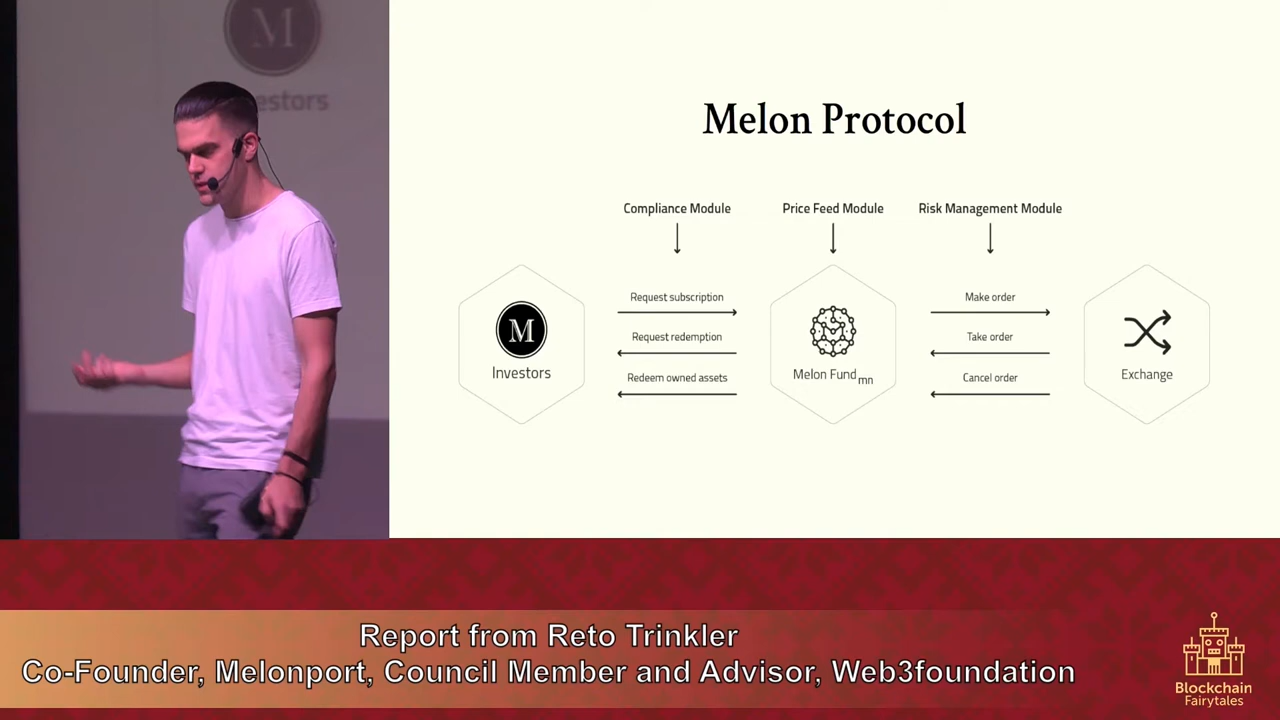 M
estors
Melon Protocol
Compliance Module
Price Feed Module
Risk Management Module
Request subscription
Make order
Request redemption
Take order
Redeem owned assets
Cancel order
M
Investors
Melon Fund mn
Exchange
Report from Reto Trinkler
Co-Founder, Melonport, Council Member and Advisor, Web3foundation
Blockchain
Fairytales